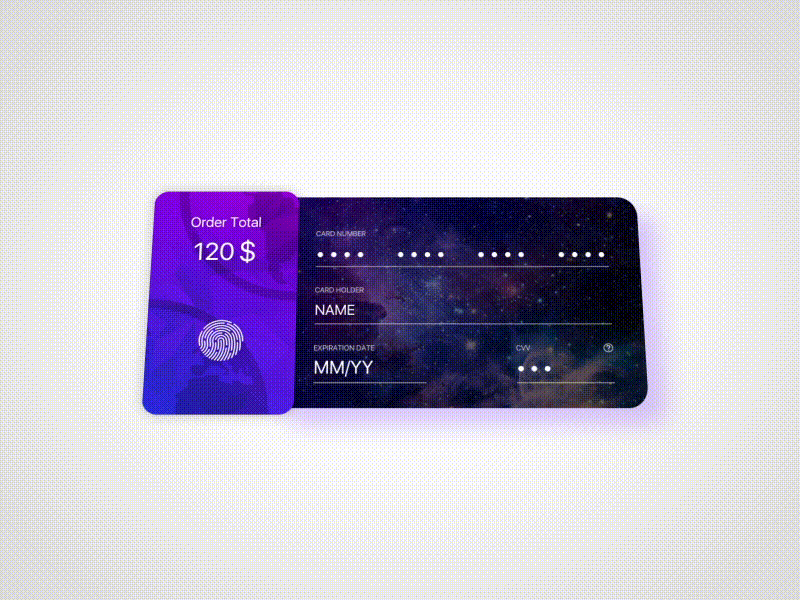 Order Total
120 $
CARD NUMBER
•••• •••• •••• ••••
CARD HOLDER
NAME
EXPIRATION DATE
MM/YY
CVV
?
•••